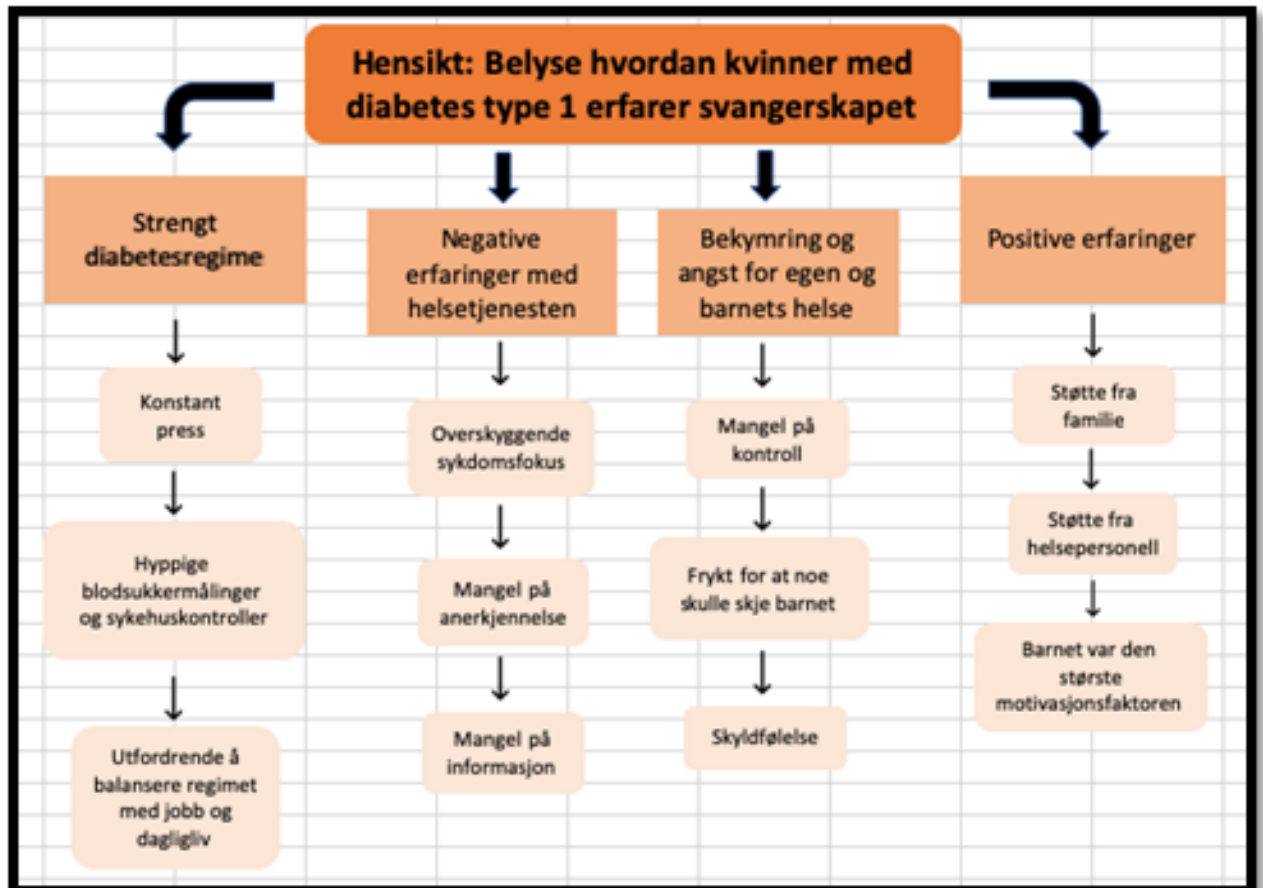 Hensikt: Belyse hvordan kvinner med
diabetes type 1 erfarer svangerskapet
Strengt
diabetesregime
Konstant
press
Hyppige
blodsukkermålinger
og sykehuskontroller
Utfordrende å
balansere regimet
med jobb og
dagligliv
Negative
erfaringer med
helsetjenesten
Overskyggende
sykdomsfokus
Mangel på
anerkjennelse
Mangel på
informasjon
Bekymring og
angst for egen og
barnets helse
Mangel på
kontroll
Frykt for at noe
skulle skje barnet
Skyldfølelse
Positive erfaringer
Støtte fra
familie
Støtte fra
helsepersonell
Barnet var den
største
motivasjonsfaktoren